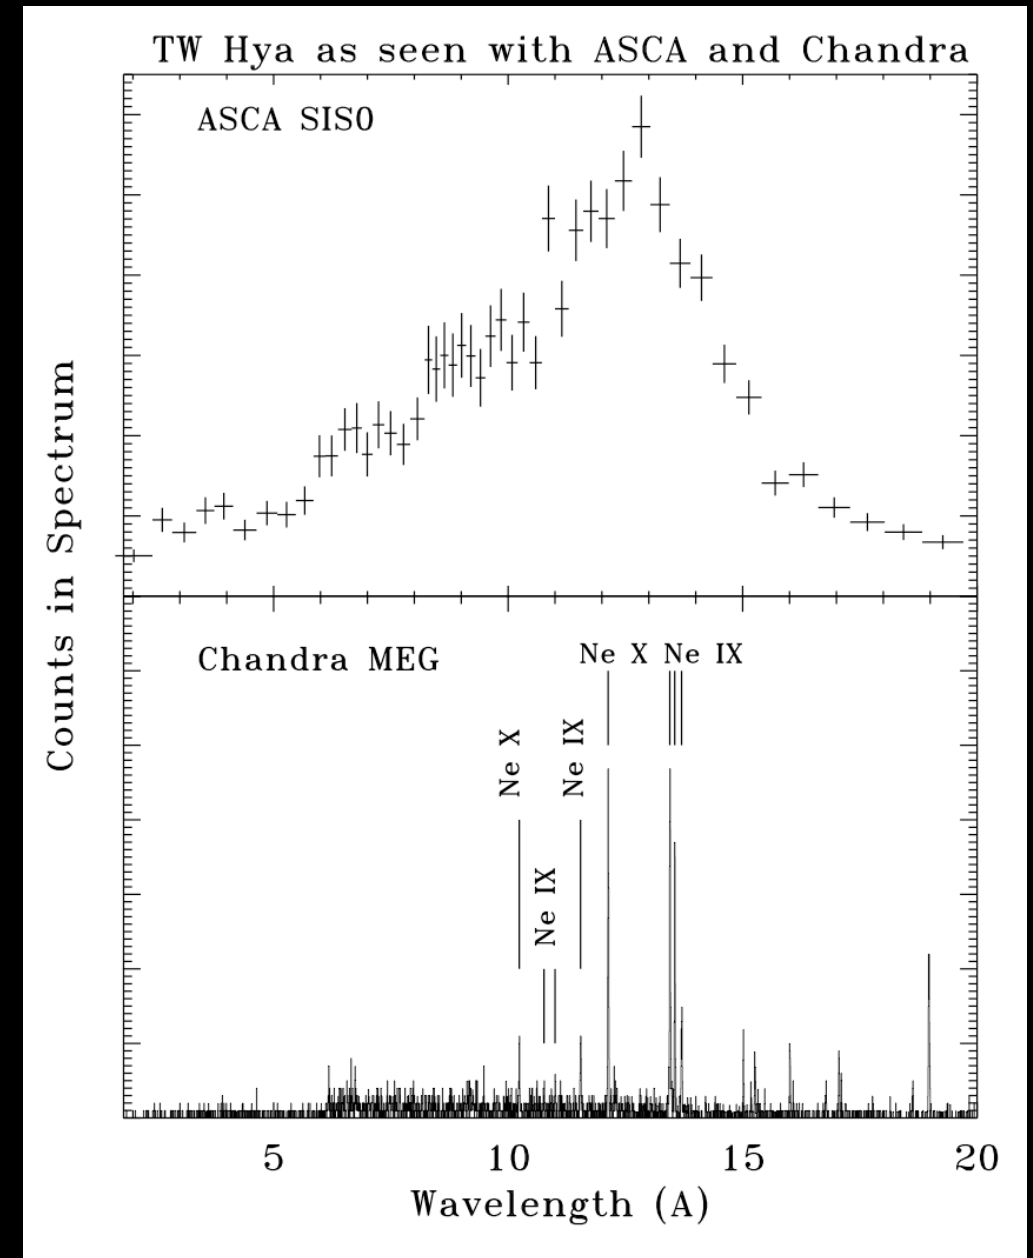 TW Hya as seen with ASCA and Chandra
ASCA SIS0
Counts in Spectrum
Chandra MEG
Ne X Ne IX
Ne X
Ne IX
Ne IX
5 10 15 20
Wavelength (A)